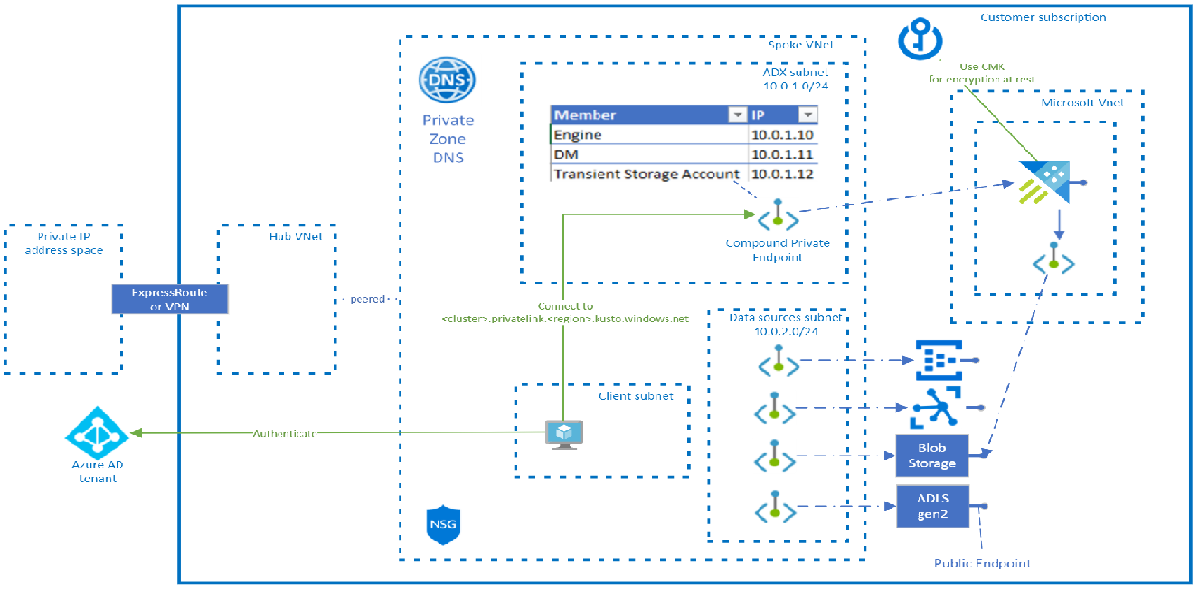 Customer subscription
Spoke VNet
Use CMK
for encryption at rest
DNS
Private
Zone
DNS
ADX subnet
10.0.1.0/24
Member IP
Engine 10.0.1.10
DM 10.0.1.11
Transient Storage Account 10.0.1.12
Microsoft Vnet
Compound Private
Endpoint
Private IP
address space
Hub VNet
ExpressRoute
or VPN
peered
Connect to
<cluster>.privatelink.<region>.kusto.windows.net
Data sources subnet
10.0.2.0/24
Client subnet
Authenticate
Azure AD
tenant
Blob
Storage
ADLS
gen2
NSG
Public Endpoint